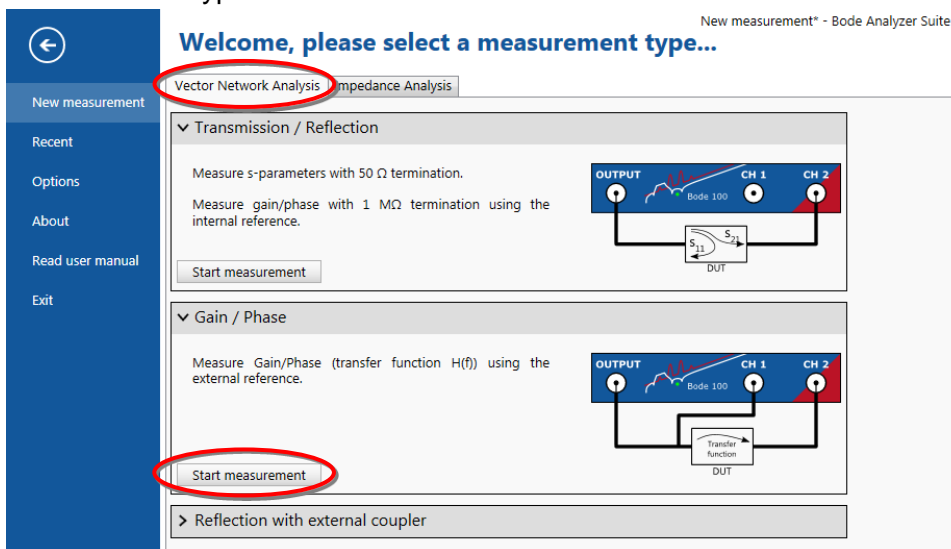 New measurement* - Bode Analyzer Suite
Welcome, please select a measurement type...
Vector Network Analysis
Impedance Analysis
New measurement
Recent
Options
About
Read user manual
Exit
Transmission / Reflection
Measure s-parameters with 50 Ω termination.
Measure gain/phase with 1 MΩ termination using the
internal reference.
Start measurement
OUTPUT
CH 1
CH 2
Bode 100
S11
S21
DUT
Gain / Phase
Measure Gain/Phase (transfer function H(f)) using the
external reference.
Start measurement
OUTPUT
CH 1
CH 2
Bode 100
Transfer
function
DUT
Reflection with external coupler